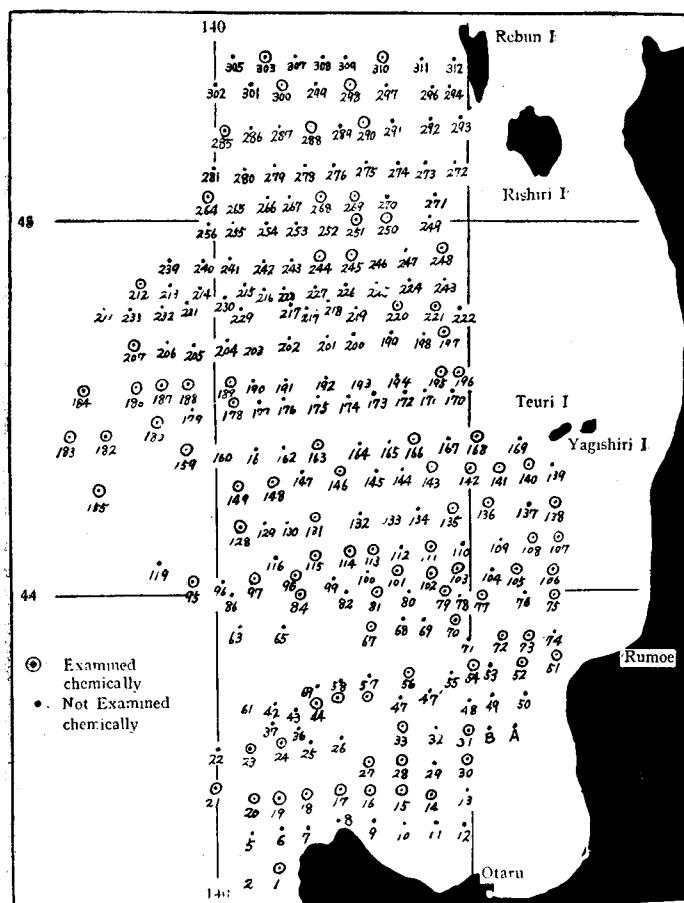 140
Rebun I
305 303 307 308 309 310 311 312
302 301 300 299 298 297 296 294
285 286 287 288 289 290 291 292 293
281 280 279 278 276 275 274 273 272
Rishiri I
264 265 266 267 268 269 270 271
45
256 255 254 253 252 251 250 249
239 240 241 242 243 244 245 246 247 248
212 213 214 215 216 228 227 226 224 243
211 233 232 221 230 229 217 217 218 219 220 221 222
207 206 205 204 203 202 201 200 199 198 197
184 190 187 188 189 190 191 192 193 194 195 196
179 178 177 176 175 174 173 172 171 170
Teuri I
Yagishiri I
183 182 180 159 160 16 162 163 164 165 166 167 168 169
185 149 148 147 146 145 144 143 142 141 140 139
128 129 130 131 132 133 134 135 136 137 138
119 116 115 114 113 112 111 110 109 108 107
44
95 96 97 98 99 100 101 102 103 104 105 106
86 84 82 81 80 79 78 77 76 75
63 65 67 68 69 70 71 72 73 74
Rumoe
Examined
chemically
Not Examined
chemically
58 57 56 55 54 53 52 51
61 42 43 44 47 47 48 49 50
37 36
22 23 24 25 26 33 32 31 B A
27 28 29 30
21 20 19 18 17 16 15 14 13
5 6 7 8 9 10 11 12
2 1
Otaru
140